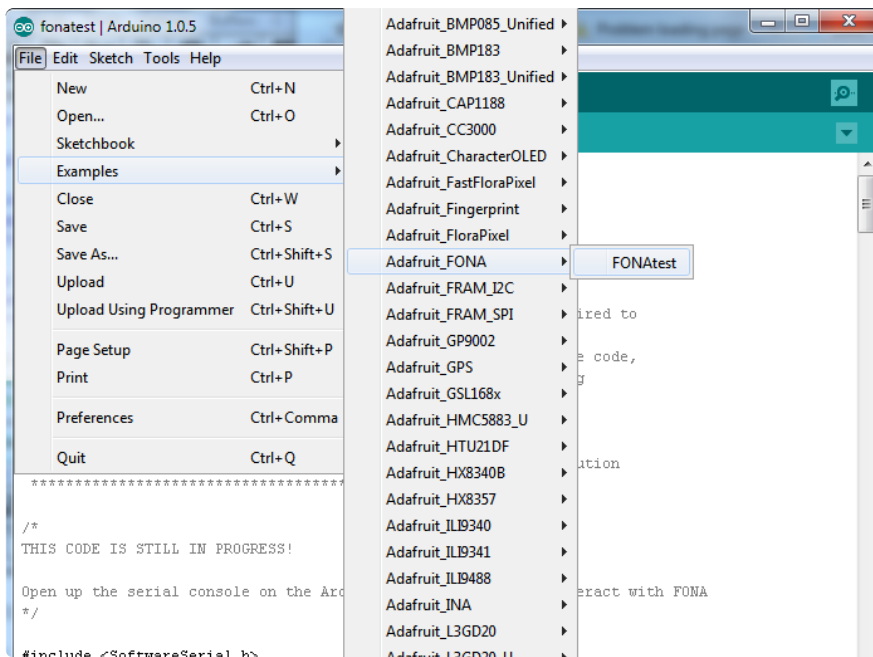 fonatest | Arduino 1.0.5
File Edit Sketch Tools Help
New Ctrl+N
Open... Ctrl+O
Sketchbook
Examples
Close Ctrl+W
Save Ctrl+S
Save As... Ctrl+Shift+S
Upload Ctrl+U
Upload Using Programmer Ctrl+Shift+U
Page Setup Ctrl+Shift+P
Print Ctrl+P
Preferences Ctrl+Comma
Quit Ctrl+Q
Adafruit_BMP085_Unified
Adafruit_BMP183
Adafruit_BMP183_Unified
Adafruit_CAP1188
Adafruit_CC3000
Adafruit_CharacterOLED
Adafruit_FastFloraPixel
Adafruit_Fingerprint
Adafruit_FloraPixel
Adafruit_FONA
Adafruit_FRAM_I2C
Adafruit_FRAM_SPI
Adafruit_GP9002
Adafruit_GPS
Adafruit_GSL168x
Adafruit_HMC5883_U
Adafruit_HTU21DF
Adafruit_HX8340B
Adafruit_HX8357
Adafruit_ILI9340
Adafruit_ILI9341
Adafruit_ILI9488
Adafruit_INA
Adafruit_L3GD20
Adafruit_L3GD20_U
FONAtest
ired to
e code,
g
ution
************************************
/*
THIS CODE IS STILL IN PROGRESS!
Open up the serial console on the Ard eract with FONA
*/
#include <SoftwareSerial.h>